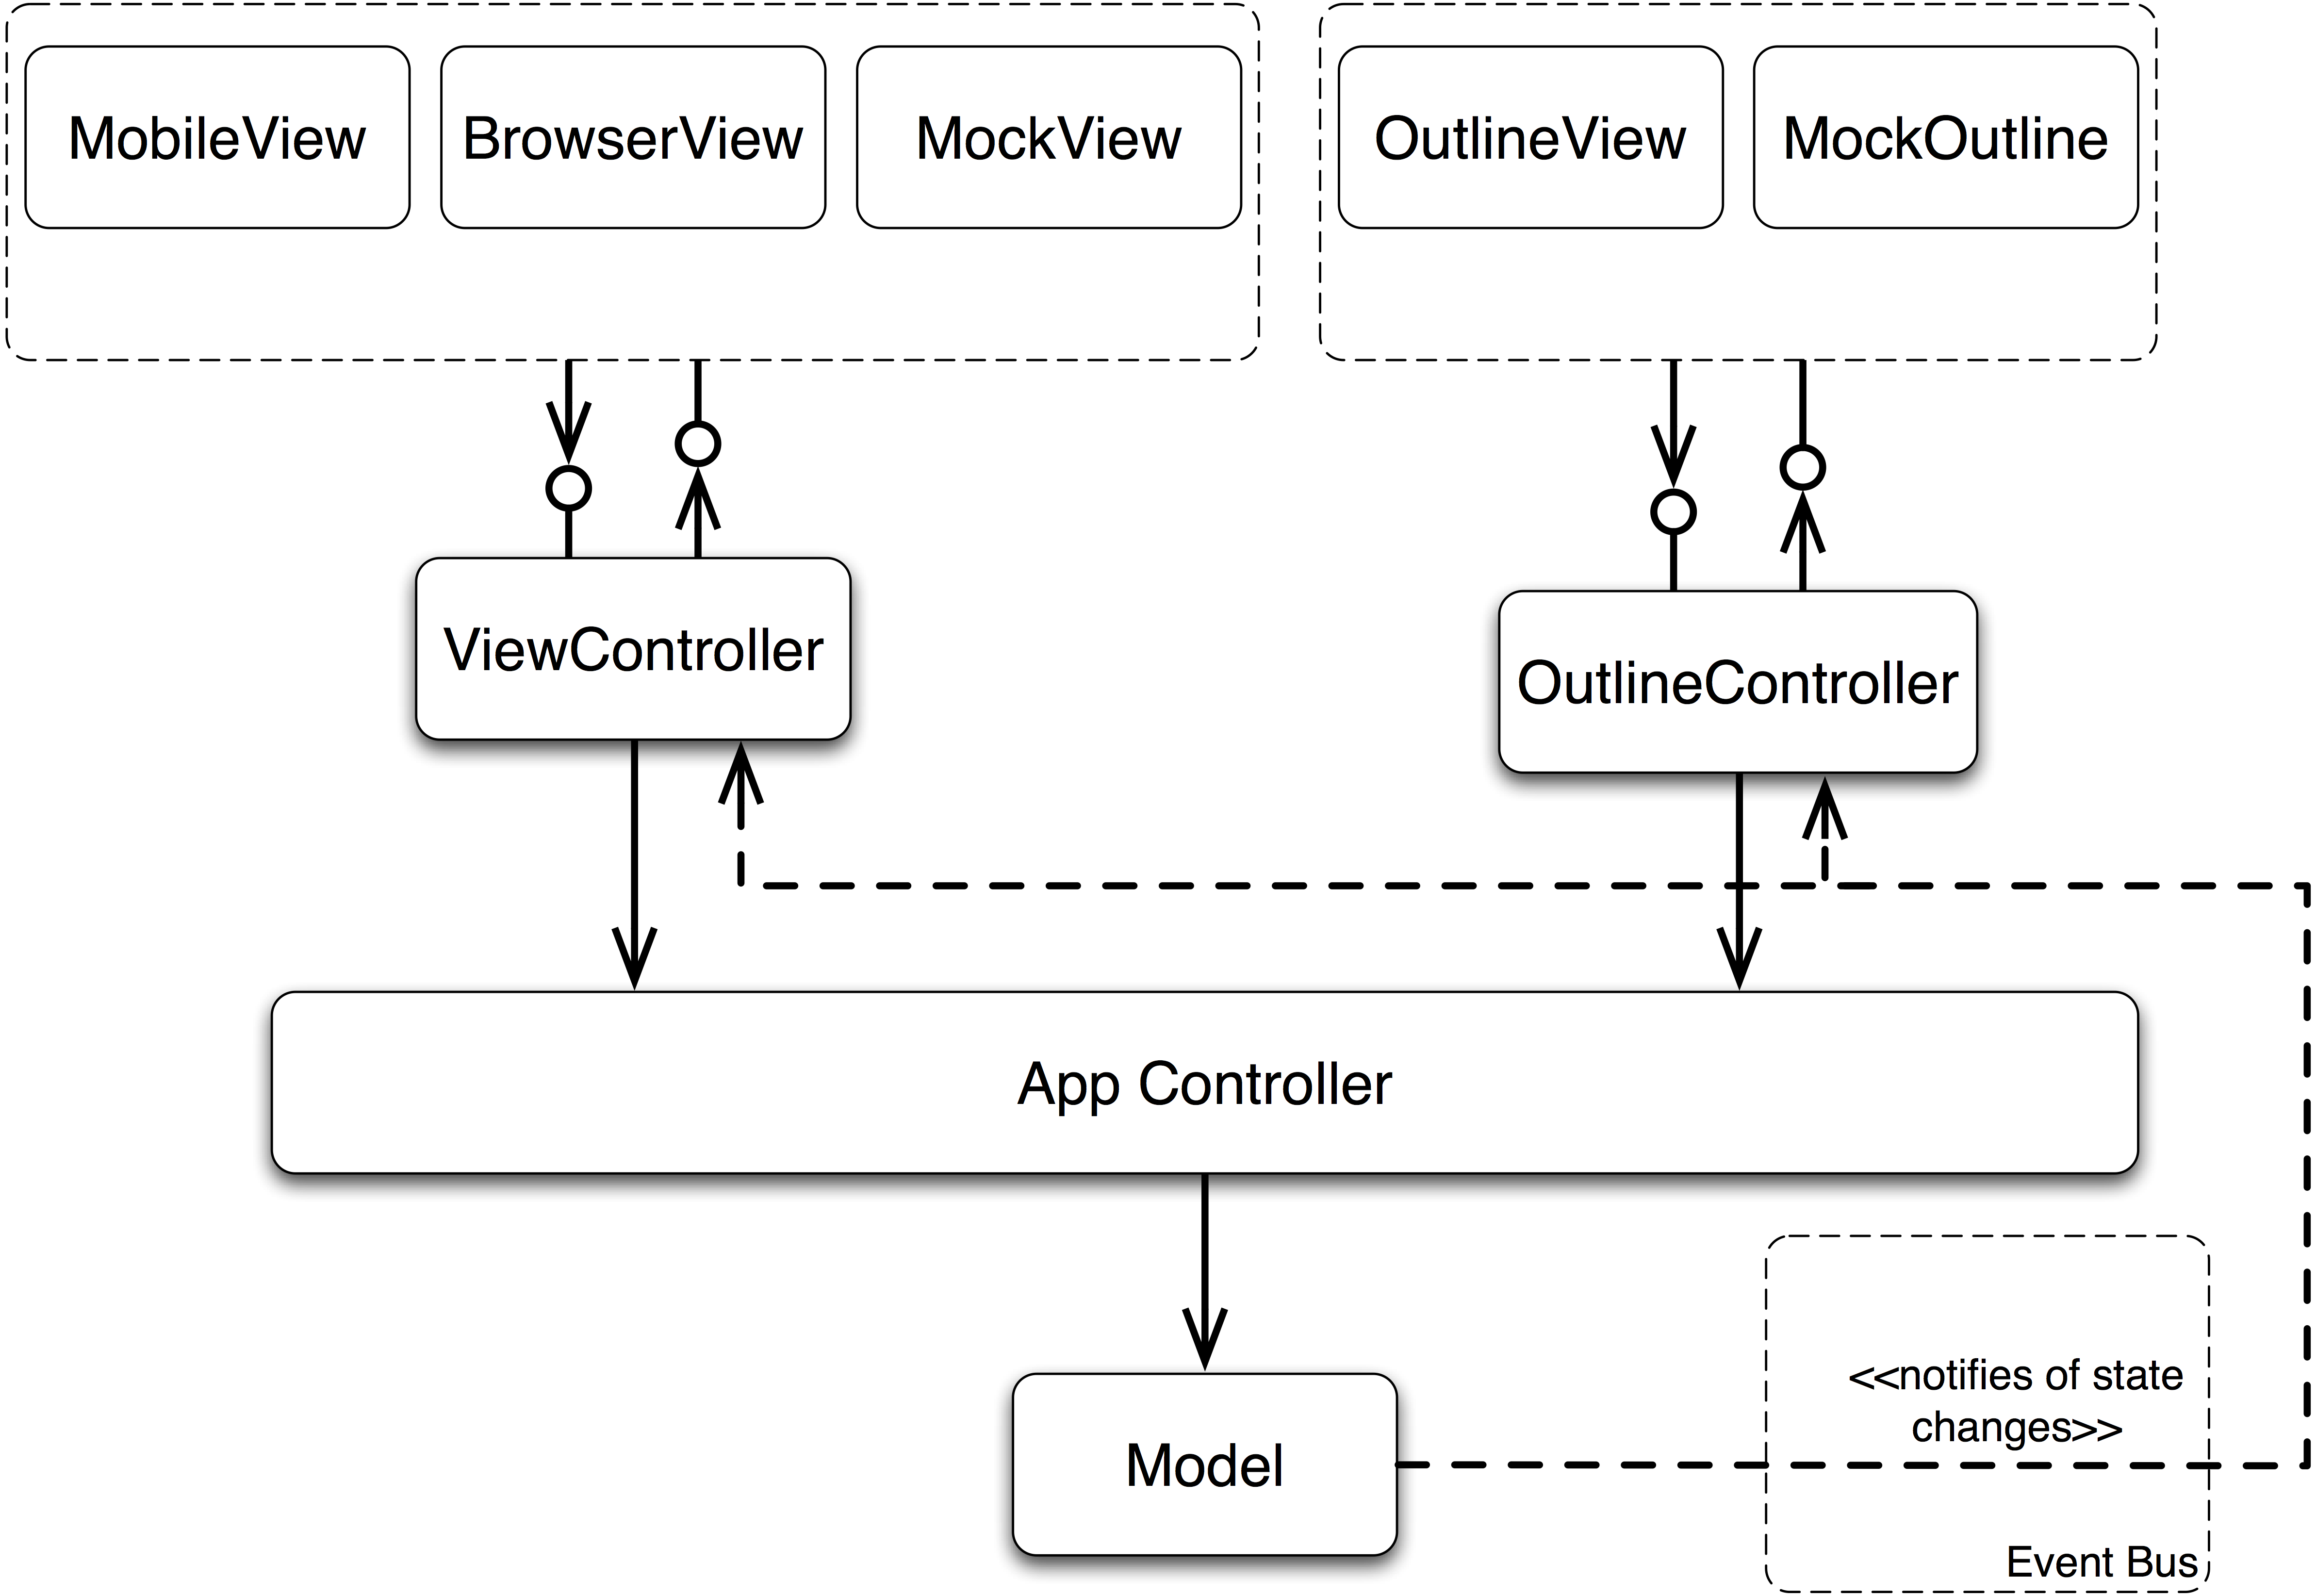 MobileView
BrowserView
MockView
OutlineView
MockOutline
ViewController
OutlineController
App Controller
<<notifies of state
changes>>
Model
Event Bus